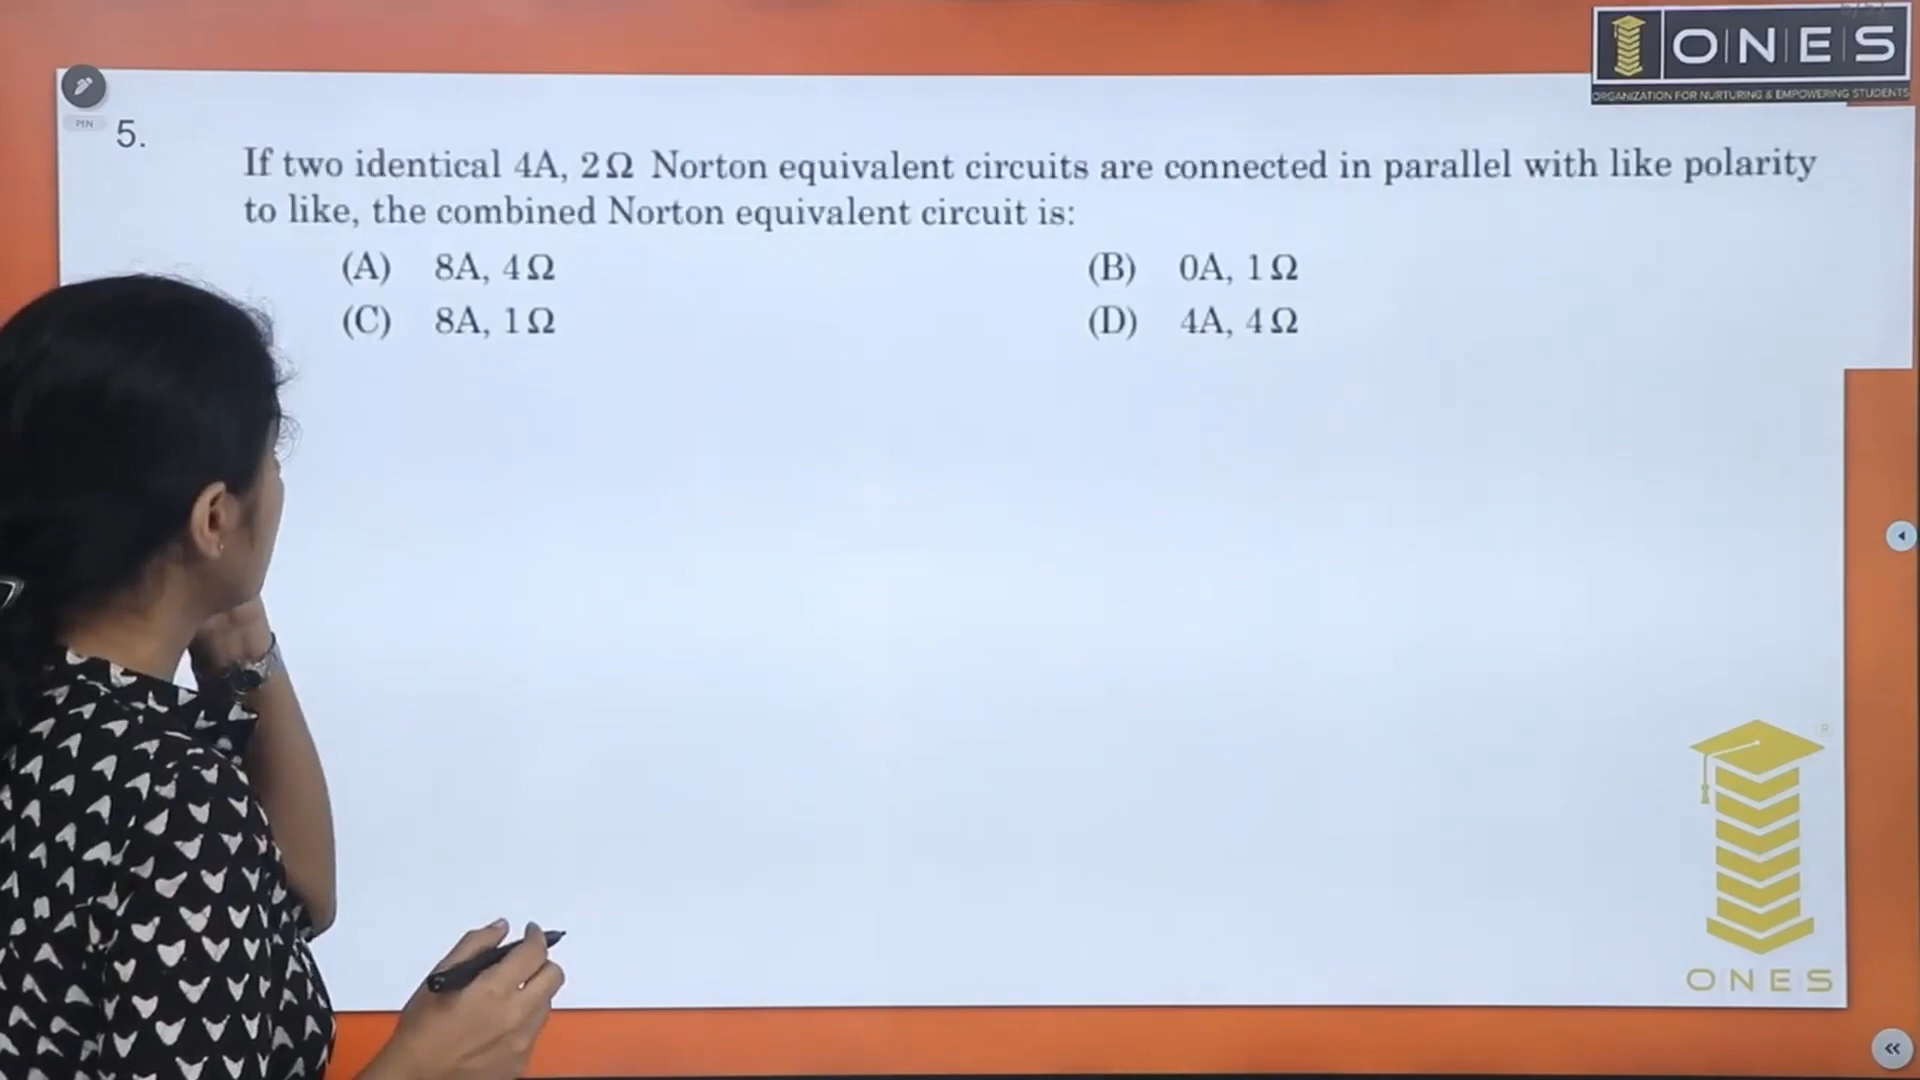 O|N|E|S
ORGANIZATION FOR NURTURING & EMPOWERING STUDENTS
PEN
5.
If two identical 4A, 2Ω Norton equivalent circuits are connected in parallel with like polarity
to like, the combined Norton equivalent circuit is:
(A) 8A, 4Ω (B) 0A, 1Ω
(C) 8A, 1Ω (D) 4A, 4Ω
ONES